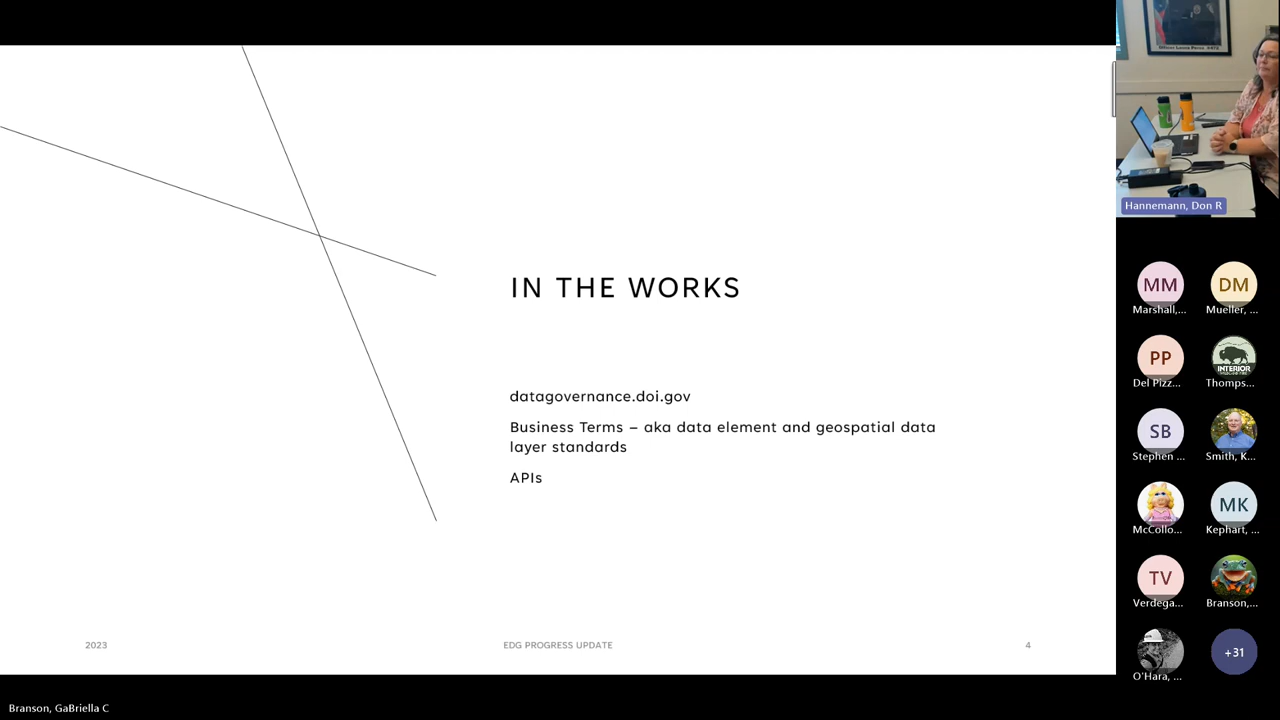 IN THE WORKS
datagovernance.doi.gov
Business Terms – aka data element and geospatial data
layer standards
APIs
2023
EDG PROGRESS UPDATE
4
Hannemann, Don R
MM
Marshall,...
DM
Mueller, ...
PP
Del Pizz...
INTERIOR
Thomps...
SB
Stephen ...
Smith, K...
McCollo...
MK
Kephart, ...
TV
Verdega...
Branson,...
O'Hara, ...
+31
Branson, GaBriella C